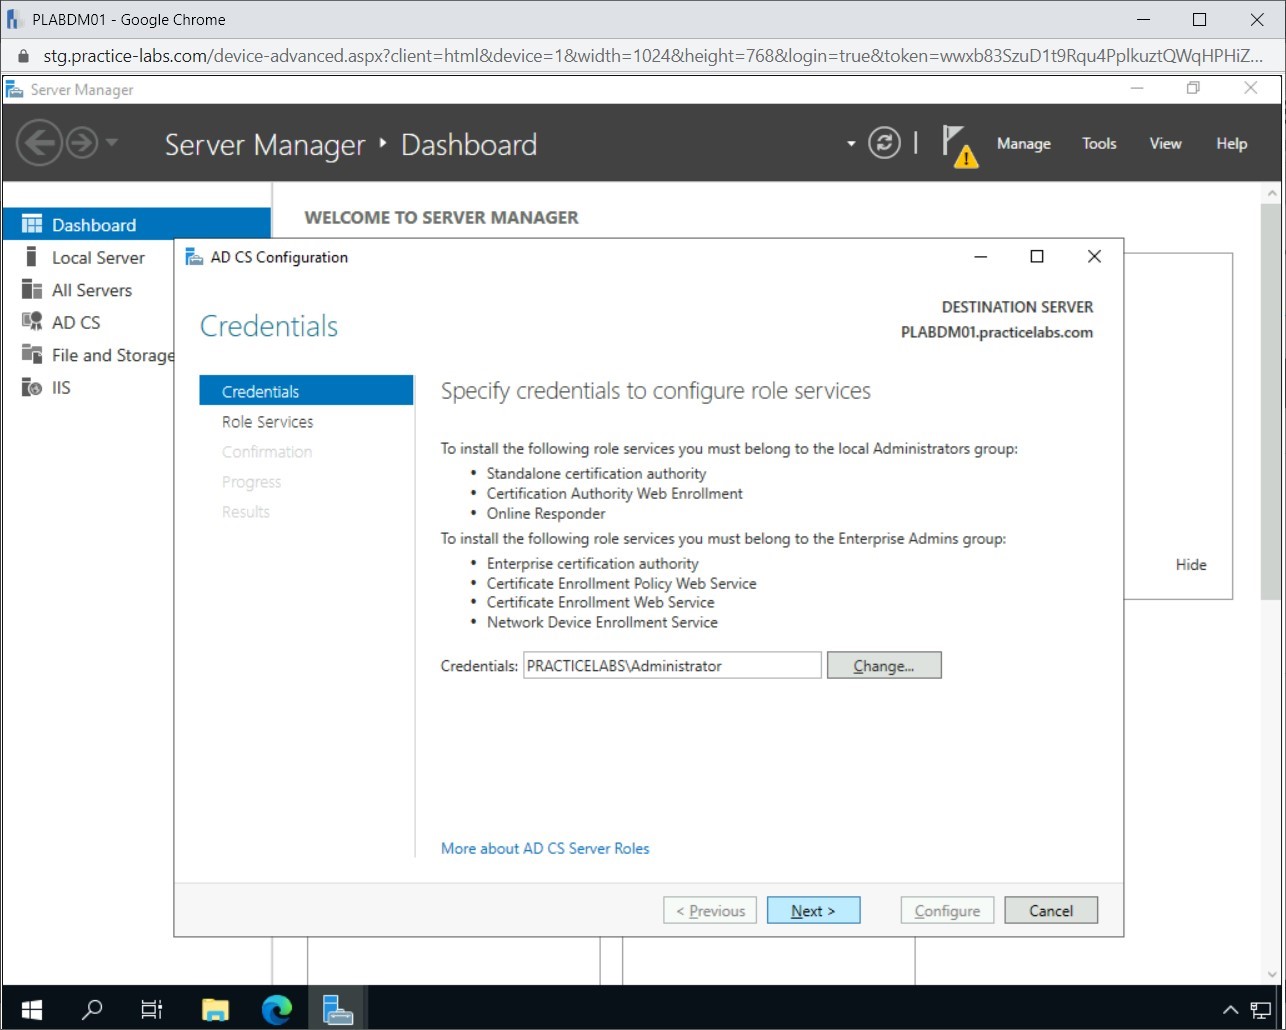 PLABDM01 - Google Chrome
stg.practice-labs.com/device-advanced.aspx?client=html&device=1&width=1024&height=768&login=true&token=wwxb83SzuD1t9Rqu4PplkuztQWqHPHiZ...
Server Manager
Server Manager ‣ Dashboard
Manage Tools View Help
Dashboard
Local Server
All Servers
AD CS
File and Storage
IIS
WELCOME TO SERVER MANAGER
Hide
AD CS Configuration
Credentials
DESTINATION SERVER
PLABDM01.practicelabs.com
Credentials
Role Services
Confirmation
Progress
Results
Specify credentials to configure role services
To install the following role services you must belong to the local Administrators group:
• Standalone certification authority
• Certification Authority Web Enrollment
• Online Responder
To install the following role services you must belong to the Enterprise Admins group:
• Enterprise certification authority
• Certificate Enrollment Policy Web Service
• Certificate Enrollment Web Service
• Network Device Enrollment Service
Credentials: PRACTICELABS\Administrator Change...
More about AD CS Server Roles
< Previous Next > Configure Cancel